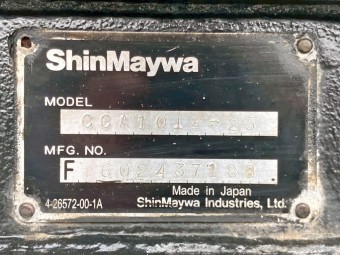 ShinMaywa
MODEL
MFG. NO.
F
Made in Japan
4-26572-00-1A ShinMaywa Industries, Ltd.